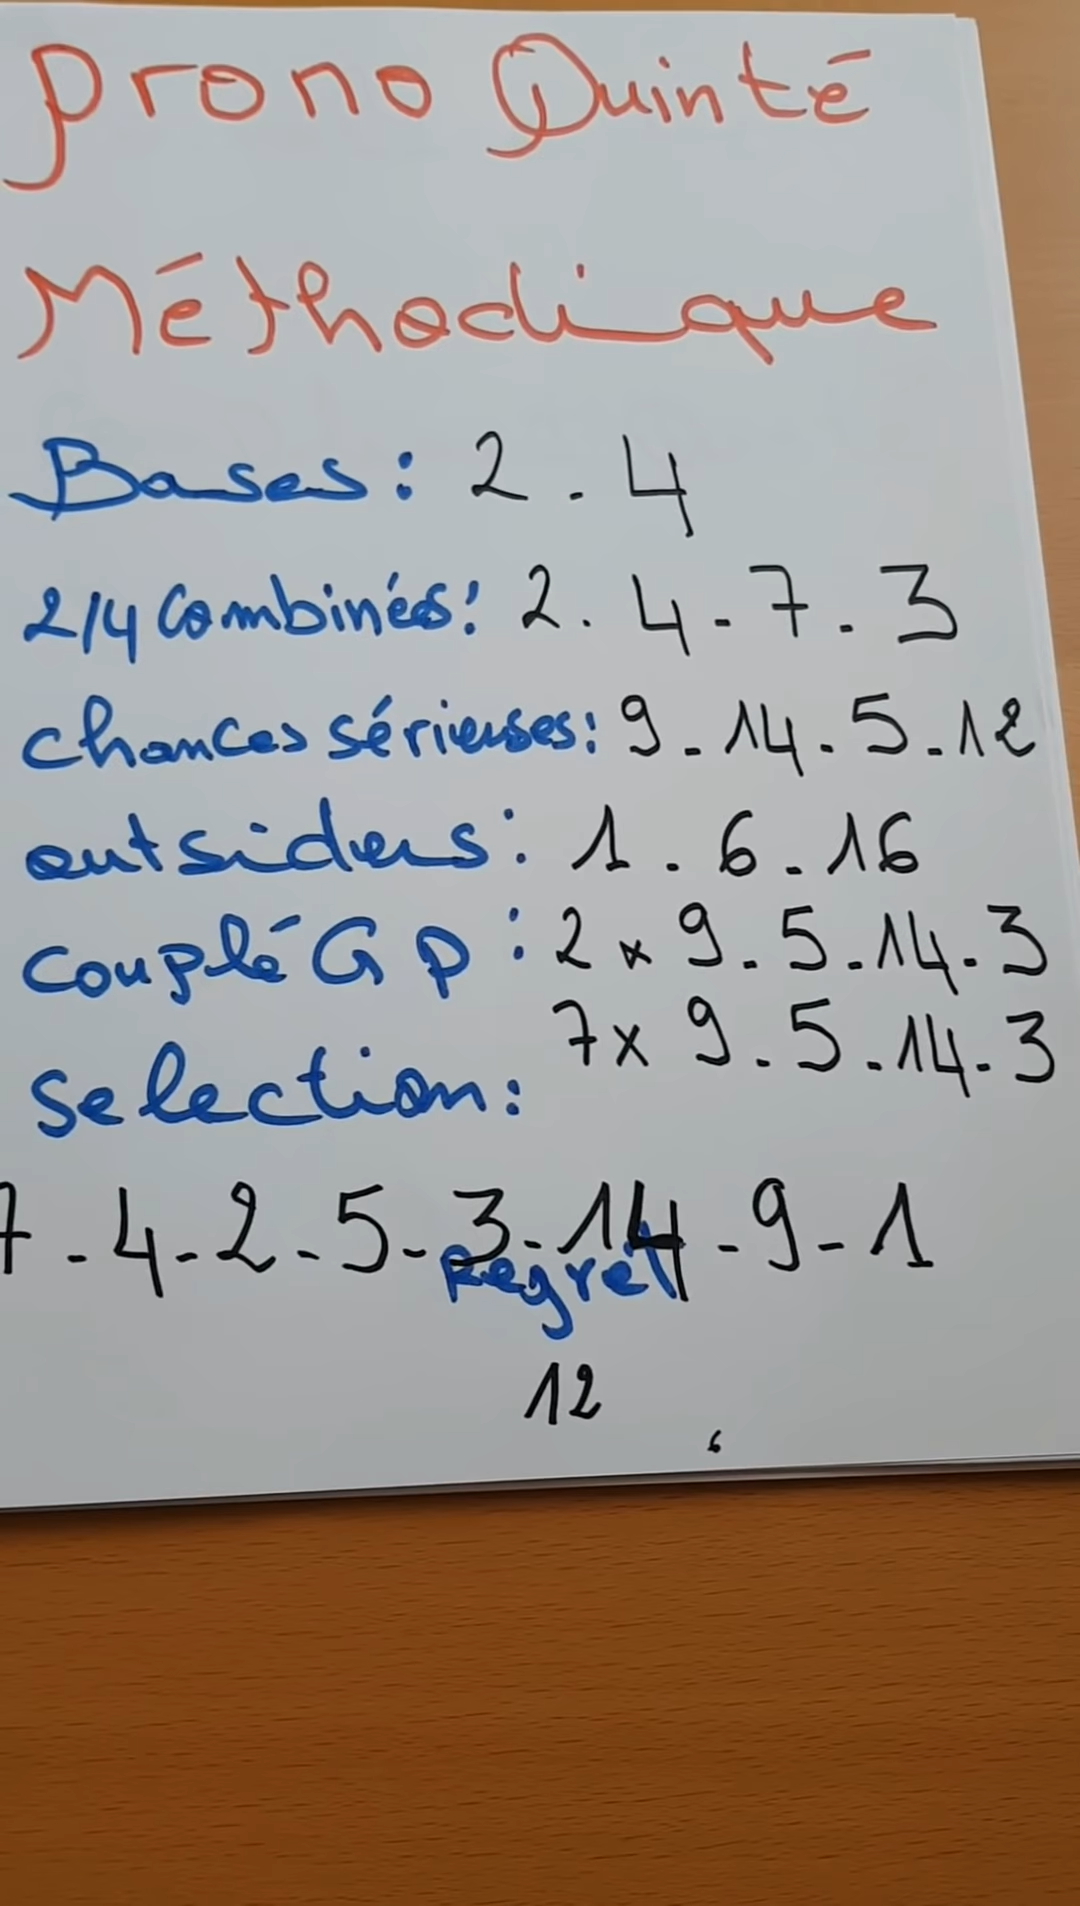 Prono Quinté
Méthodique
Bases : 2 . 4
2/4 Combinées : 2 . 4 - 7 . 3
Chances sérieuses : 9 - 14 . 5 - 12
outsiders : 1 . 6 - 16
couplé G P : 2 x 9 . 5 . 14 . 3
7 x 9 . 5 . 14 - 3
selection :
7 - 4 - 2 - 5 - 3 - 14 - 9 - 1
Regret
12
6